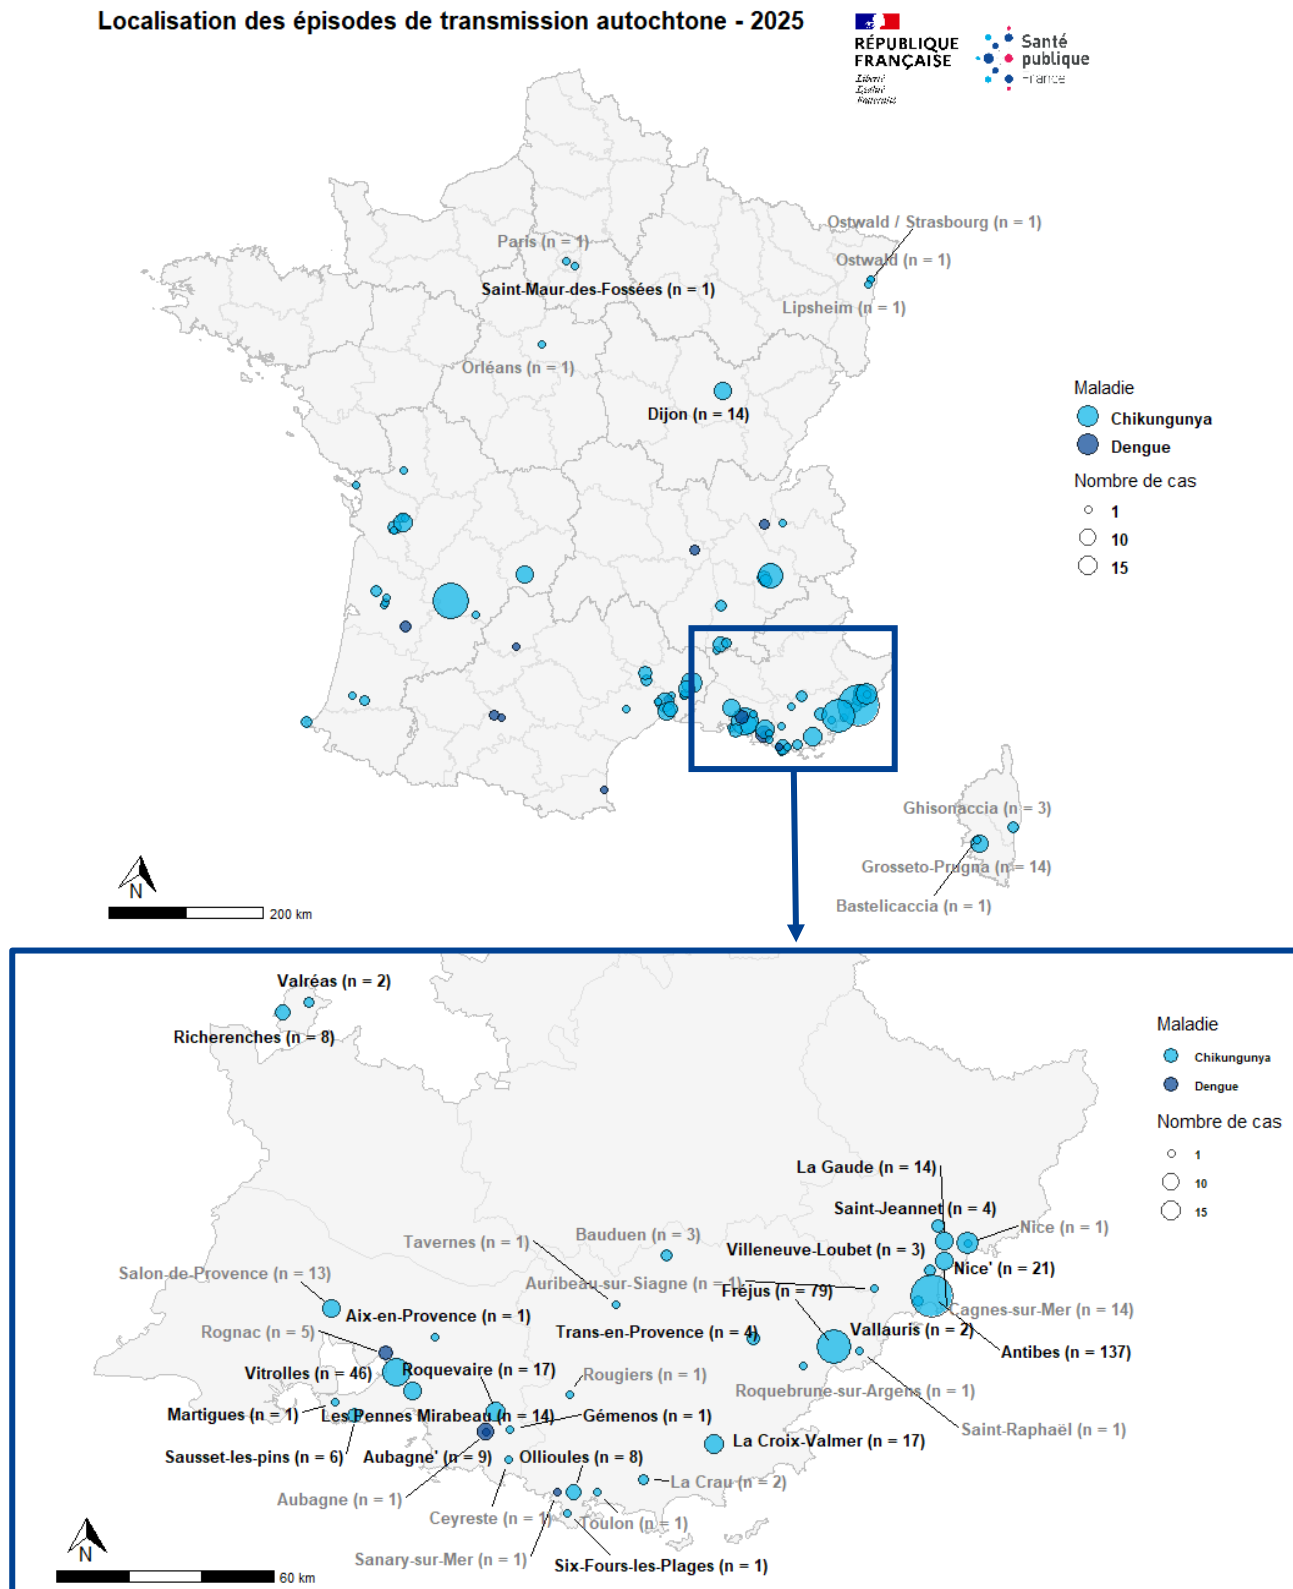 Localisation des épisodes de transmission autochtone - 2025
RÉPUBLIQUE
FRANÇAISE
Liberté
Égalité
Fraternité
Santé
publique
France
Ostwald / Strasbourg (n = 1)
Paris (n = 1)
Ostwald (n = 1)
Saint-Maur-des-Fossées (n = 1)
Lipsheim (n = 1)
Orléans (n = 1)
Dijon (n = 14)
Maladie
Chikungunya
Dengue
Nombre de cas
1
10
15
Ghisonaccia (n = 3)
Grosseto-Prugna (n = 14)
Bastelicaccia (n = 1)
N
200 km
Valréas (n = 2)
Richerenches (n = 8)
Maladie
Chikungunya
Dengue
Nombre de cas
1
10
15
La Gaude (n = 14)
Saint-Jeannet (n = 4)
Nice (n = 1)
Bauduen (n = 3)
Tavernes (n = 1)
Villeneuve-Loubet (n = 3)
Nice' (n = 21)
Salon-de-Provence (n = 13)
Auribeau-sur-Siagne (n = 1)
Fréjus (n = 79)
Cagnes-sur-Mer (n = 14)
Aix-en-Provence (n = 1)
Rognac (n = 5)
Trans-en-Provence (n = 4)
Vallauris (n = 2)
Antibes (n = 137)
Vitrolles (n = 46)
Roquevaire (n = 17)
Rougiers (n = 1)
Roquebrune-sur-Argens (n = 1)
Martigues (n = 1)
Les Pennes Mirabeau (n = 14)
Gémenos (n = 1)
Saint-Raphaël (n = 1)
La Croix-Valmer (n = 17)
Sausset-les-pins (n = 6)
Aubagne' (n = 9)
Ollioules (n = 8)
La Crau (n = 2)
Aubagne (n = 1)
Ceyreste (n = 1)
Toulon (n = 1)
Sanary-sur-Mer (n = 1)
Six-Fours-les-Plages (n = 1)
N
60 km